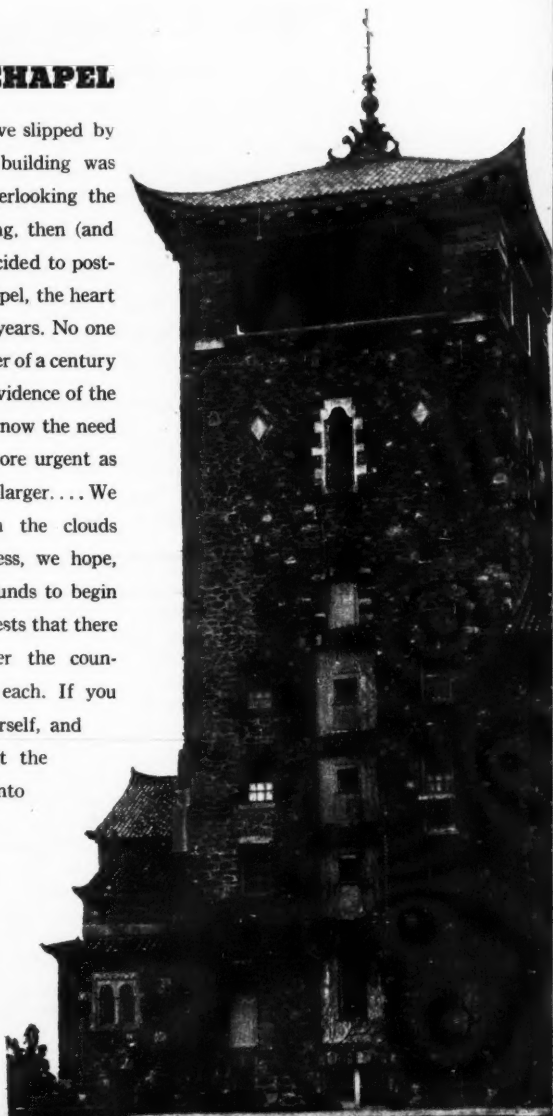 CHAPEL
ve slipped by
building was
erlooking the
ng, then (and
cided to post-
pel, the heart
years. No one
er of a century
vidence of the
now the need
ore urgent as
larger.... We
the clouds
ess, we hope,
unds to begin
ests that there
er the coun-
each. If you
rself, and
t the
nto